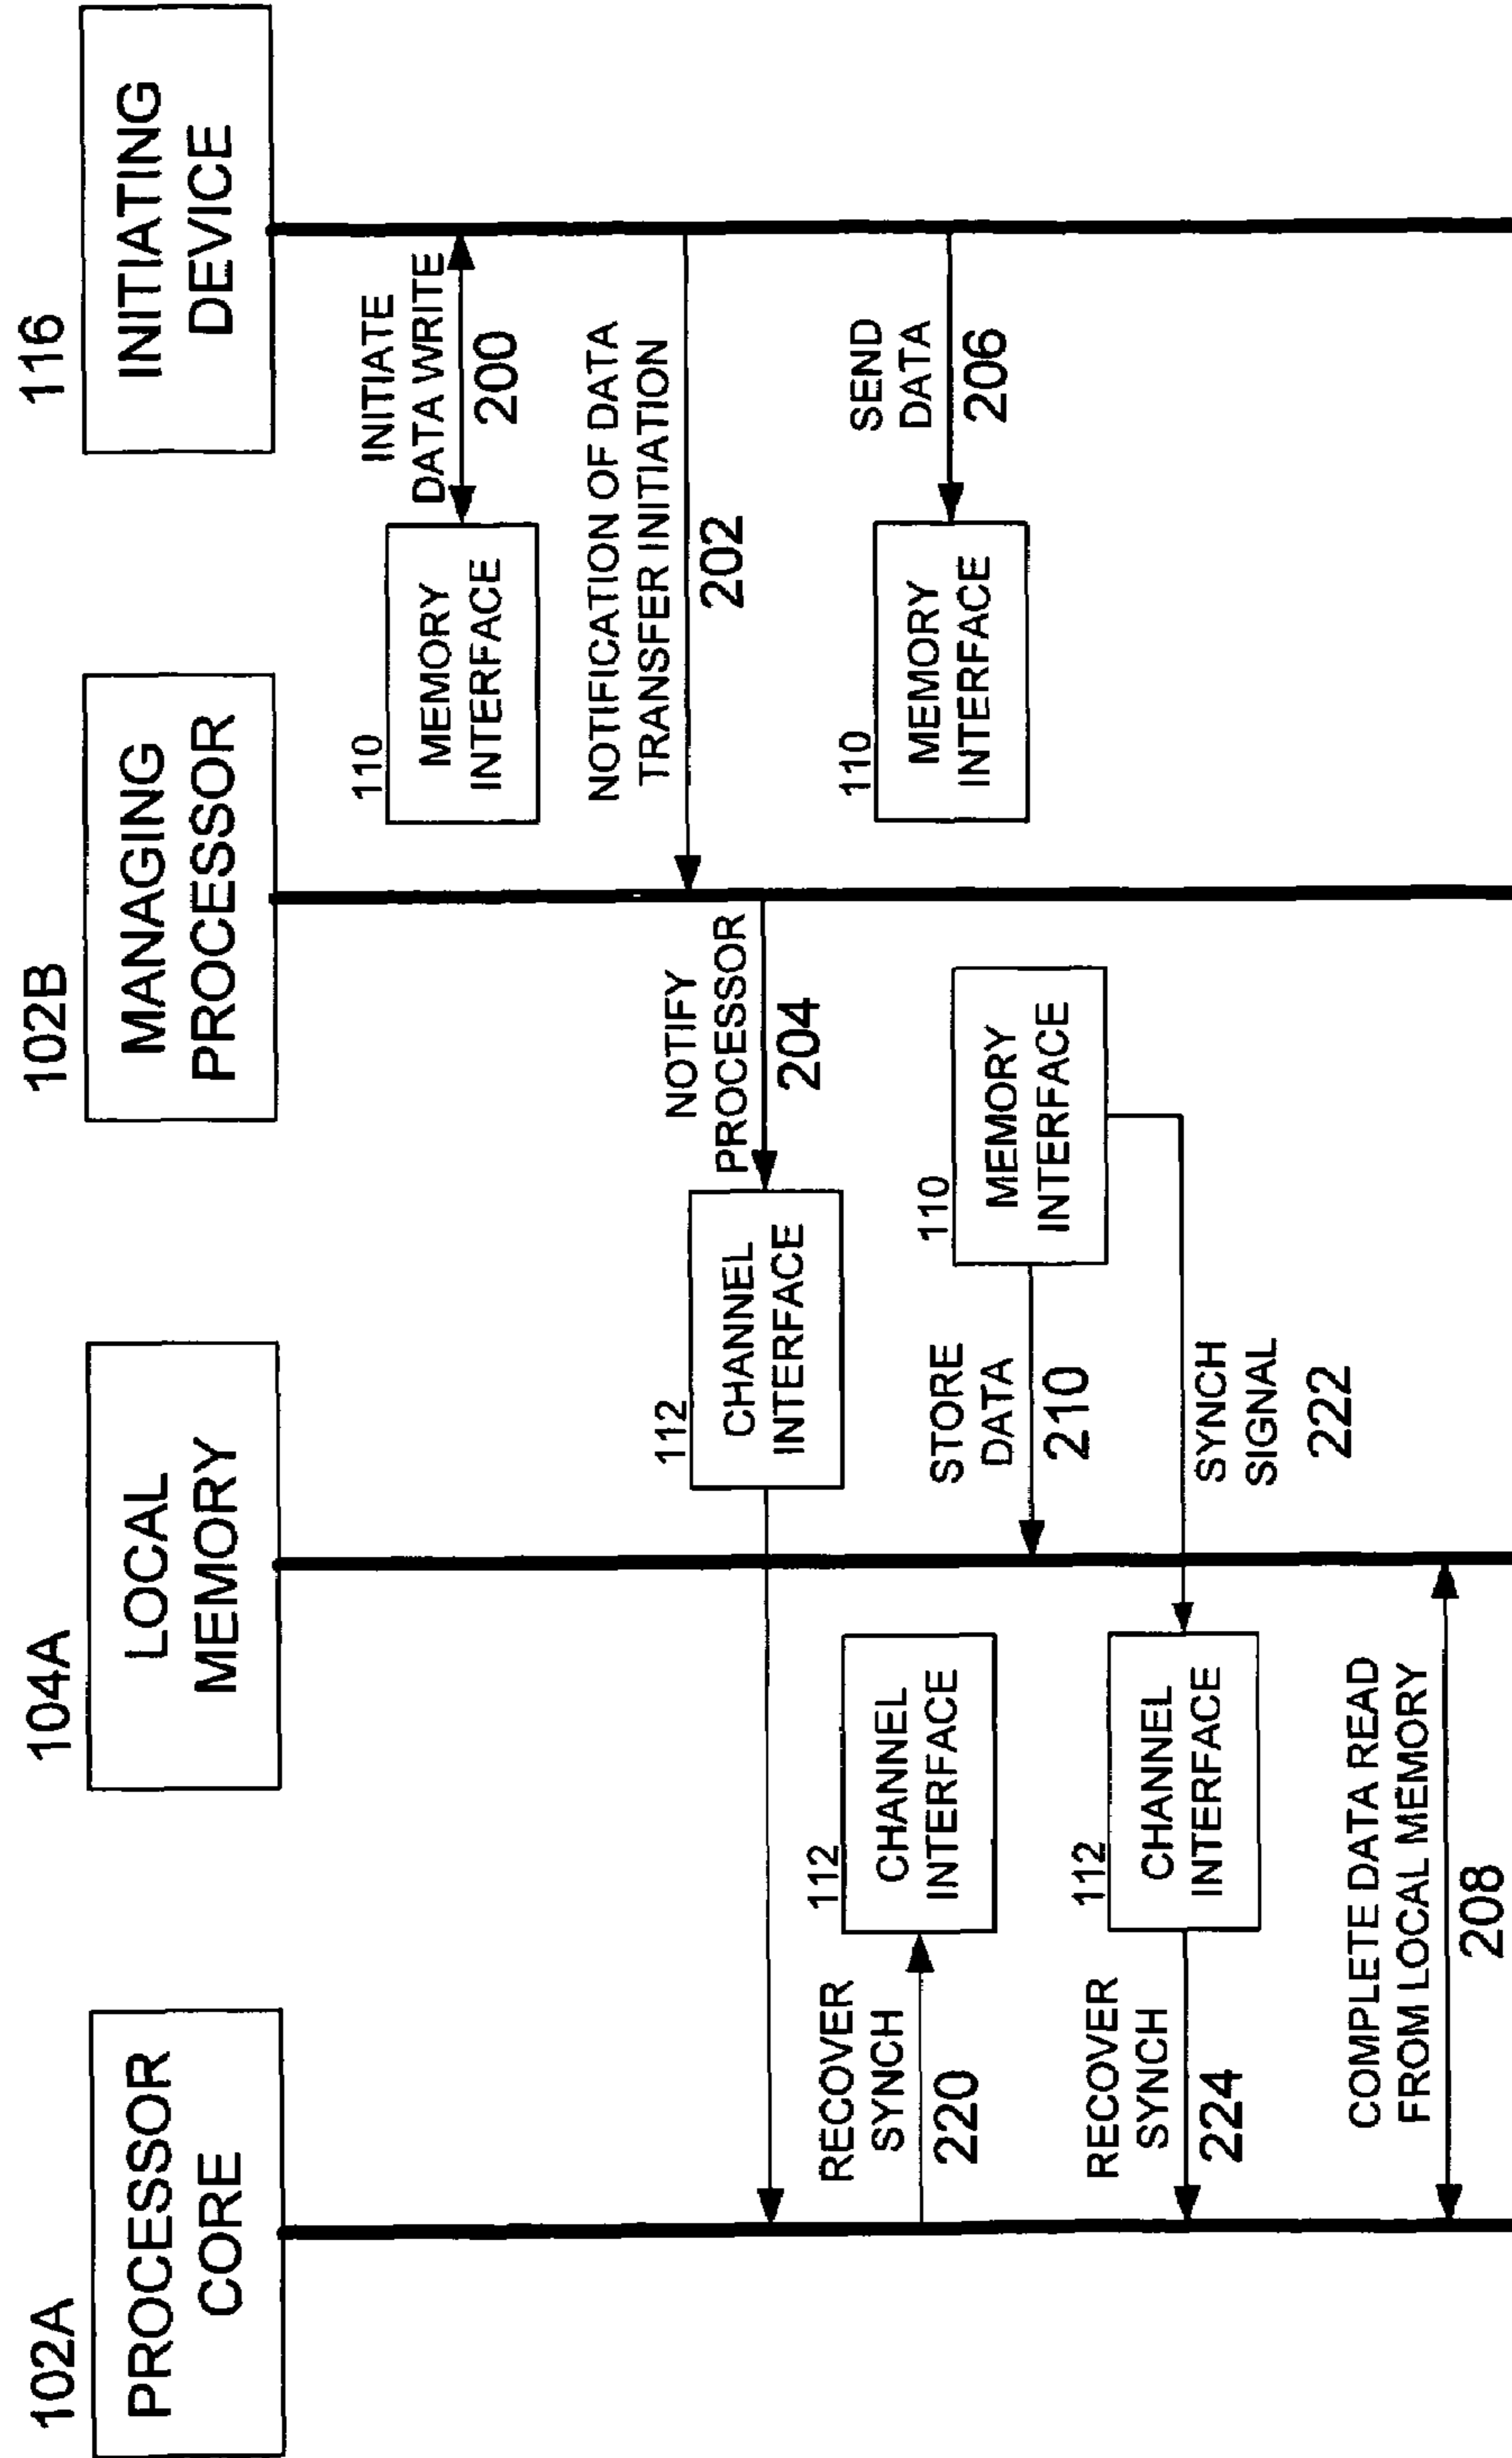 102A
PROCESSOR
CORE
104A
LOCAL
MEMORY
102B
MANAGING
PROCESSOR
116
INITIATING
DEVICE
INITIATE
DATA WRITE
200
110
MEMORY
INTERFACE
NOTIFICATION OF DATA
TRANSFER INITIATION
202
NOTIFY
PROCESSOR
204
112
CHANNEL
INTERFACE
RECOVER
SYNCH
220
112
CHANNEL
INTERFACE
SEND
DATA
206
110
MEMORY
INTERFACE
STORE
DATA
210
110
MEMORY
INTERFACE
SYNCH
SIGNAL
222
RECOVER
SYNCH
224
112
CHANNEL
INTERFACE
COMPLETE DATA READ
FROM LOCAL MEMORY
208